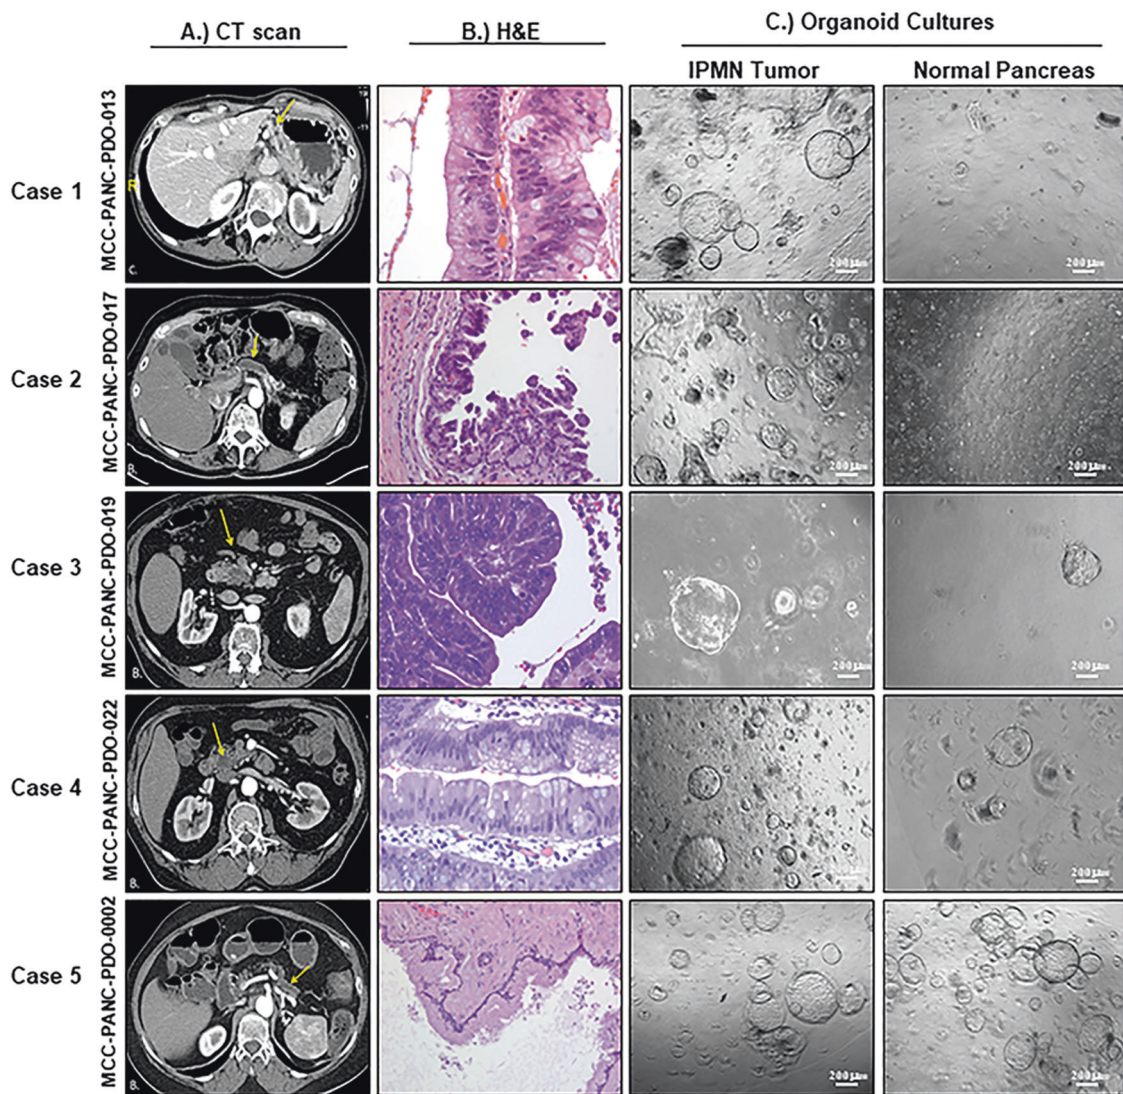 A.) CT scan
B.) H&E
C.) Organoid Cultures
IPMN Tumor
Normal Pancreas
Case 1
MCC-PANC-PDO-013
R
C.
200 µm
200 µm
Case 2
MCC-PANC-PDO-017
B.
200 µm
200 µm
Case 3
MCC-PANC-PDO-019
B.
200 µm
200 µm
Case 4
MCC-PANC-PDO-022
B.
200 µm
Case 5
MCC-PANC-PDO-0002
B.
200 µm
200 µm